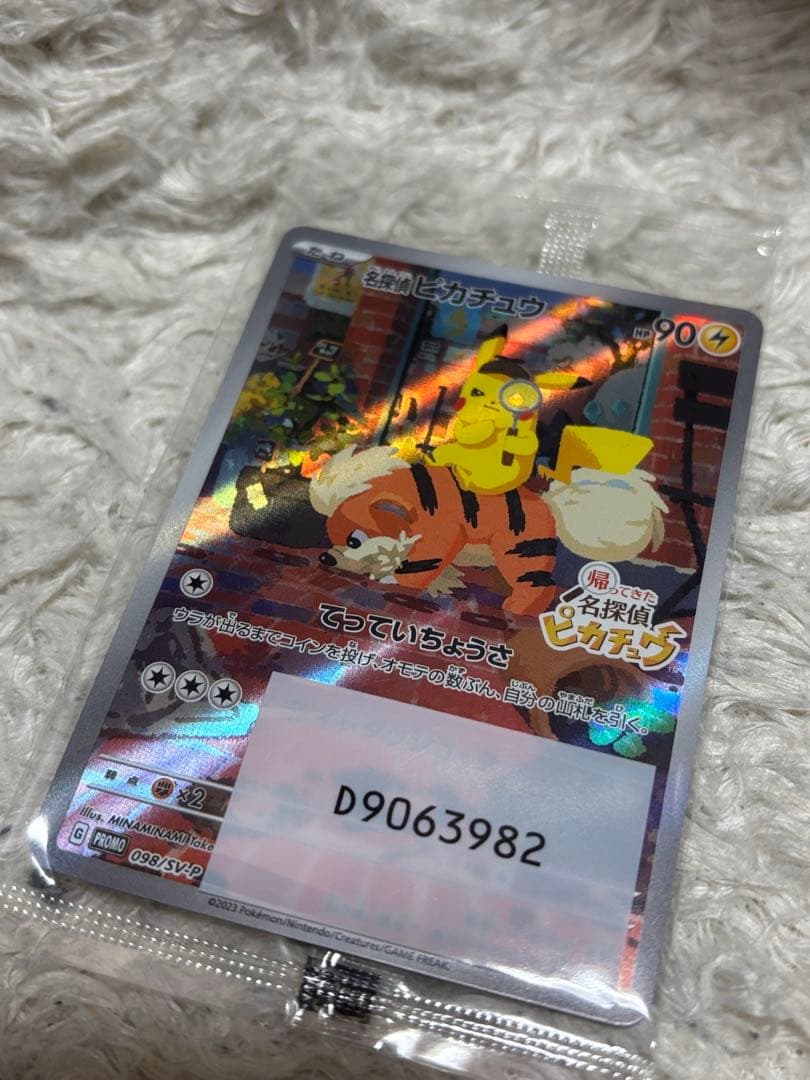 たね
名探偵ピカチュウ
HP 90
帰ってきた
名探偵
ピカチュウ
てっていちょうさ
ウラが出るまでコインを投げ、オモテの数ぶん、自分の山札を引く。
D9063982
弱点 ×2
Illus. MINAMINAMI Take
G PROMO 098/SV-P
©2023 Pokémon/Nintendo/Creatures/GAME FREAK.